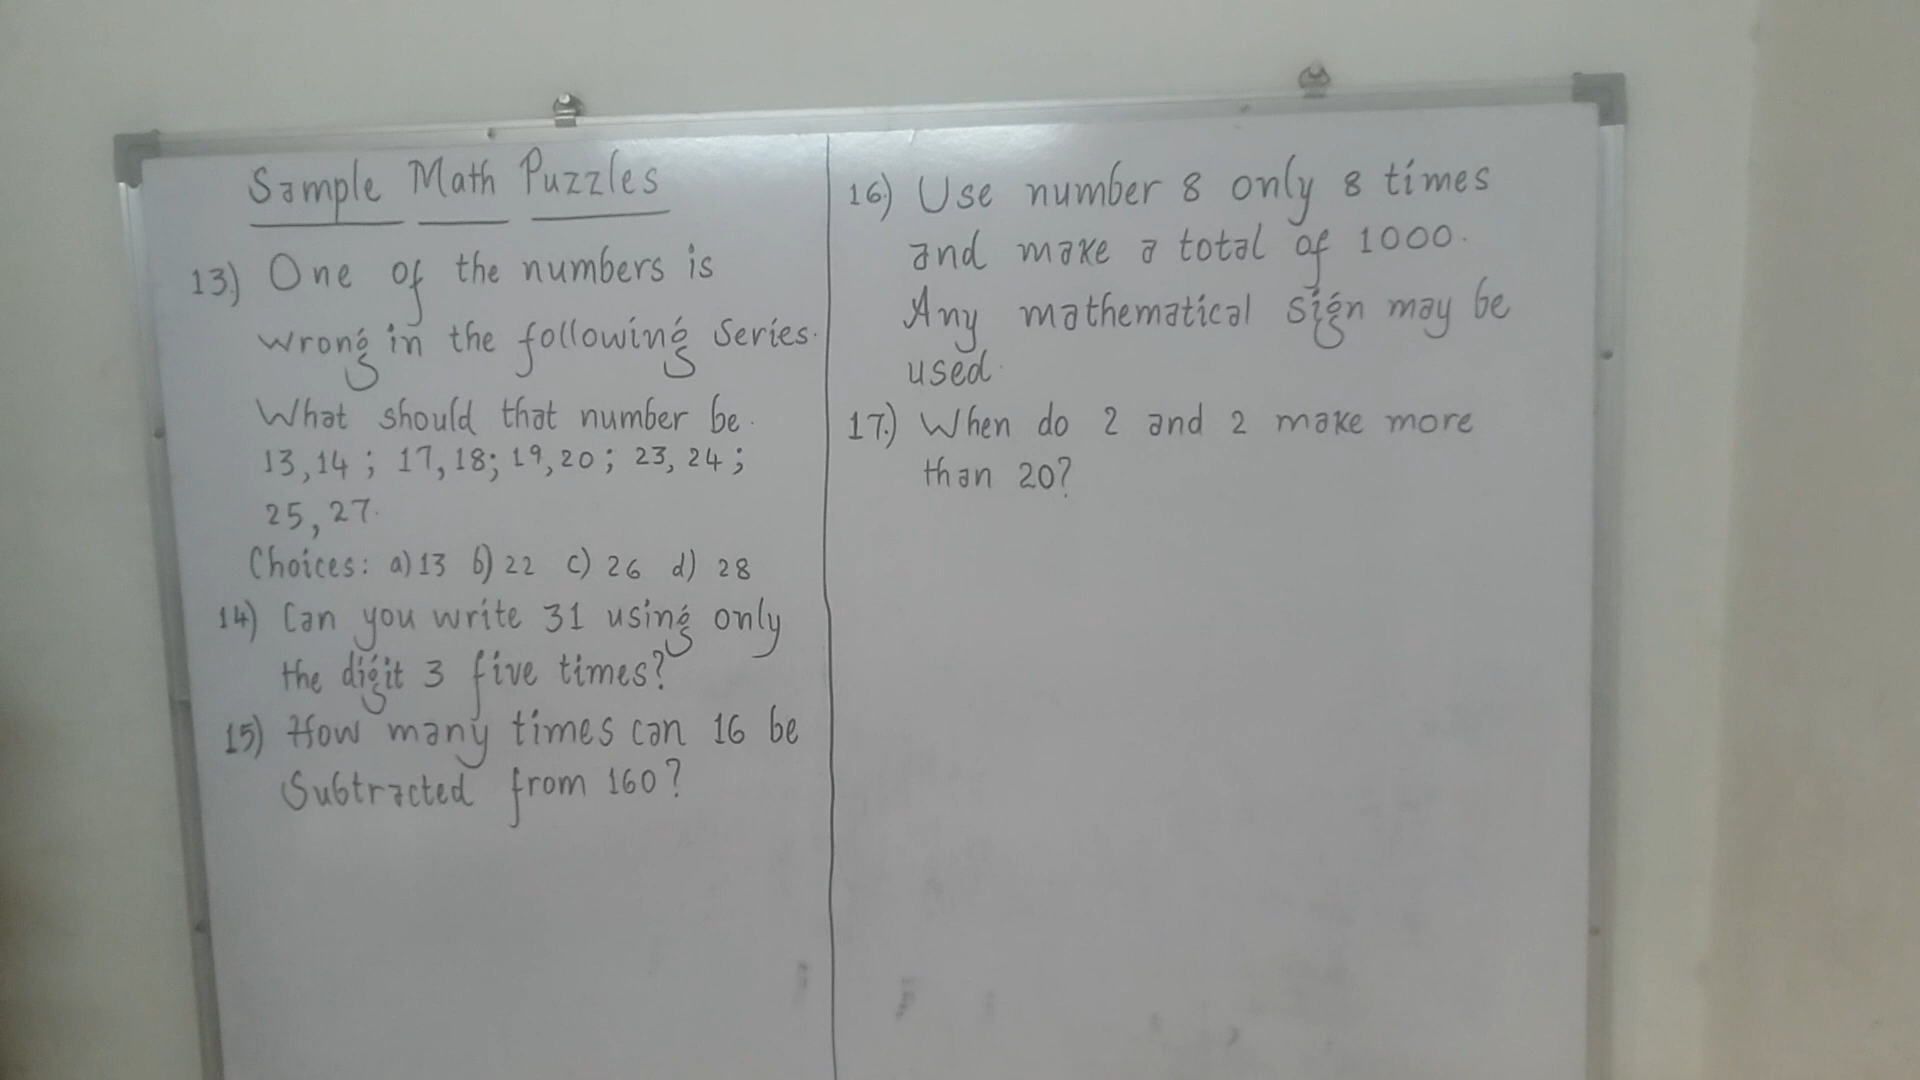 Sample Math Puzzles
13) One of the numbers is
wrong in the following series.
What should that number be.
13, 14 ; 17, 18; 19, 20 ; 23, 24 ;
25, 27.
Choices: a) 13 b) 22 c) 26 d) 28
14) Can you write 31 using only
the digit 3 five times?
15) How many times can 16 be
Subtracted from 160?
16) Use number 8 only 8 times
and make a total of 1000.
Any mathematical sign may be
used.
17.) When do 2 and 2 make more
than 20?